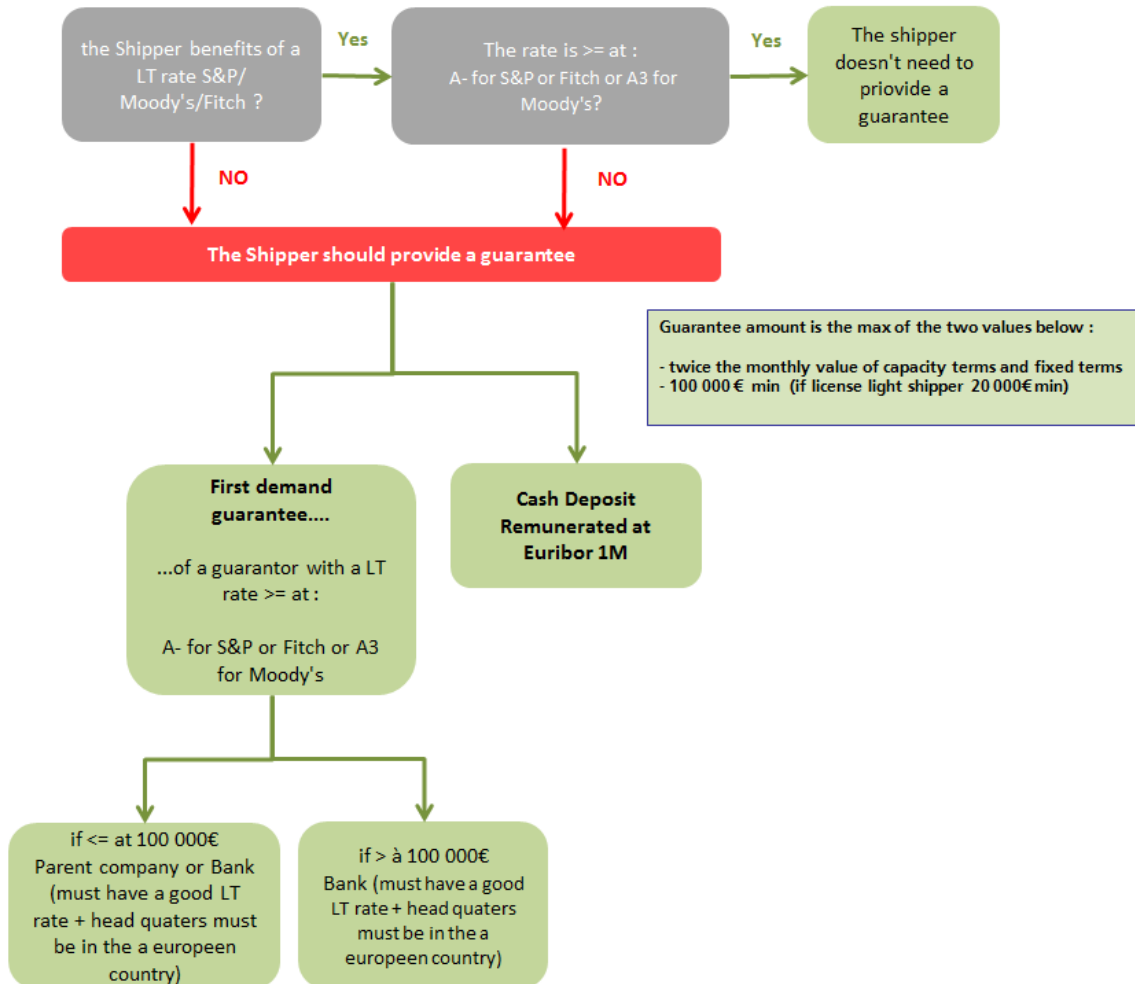 the Shipper benefits of a
LT rate S&P/
Moody's/Fitch ?
Yes
The rate is >= at :
A- for S&P or Fitch or A3 for
Moody's?
Yes
The shipper
doesn't need to
priovide a
guarantee
NO
NO
The Shipper should provide a guarantee
Guarantee amount is the max of the two values below :
- twice the monthly value of capacity terms and fixed terms
- 100 000 € min (if license light shipper 20 000€ min)
First demand
guarantee....
...of a guarantor with a LT
rate >= at :
A- for S&P or Fitch or A3
for Moody's
Cash Deposit
Remunerated at
Euribor 1M
if <= at 100 000€
Parent company or Bank
(must have a good LT
rate + head quaters must
be in the a europeen
country)
if > à 100 000€
Bank (must have a good
LT rate + head quaters
must be in the a
europeen country)